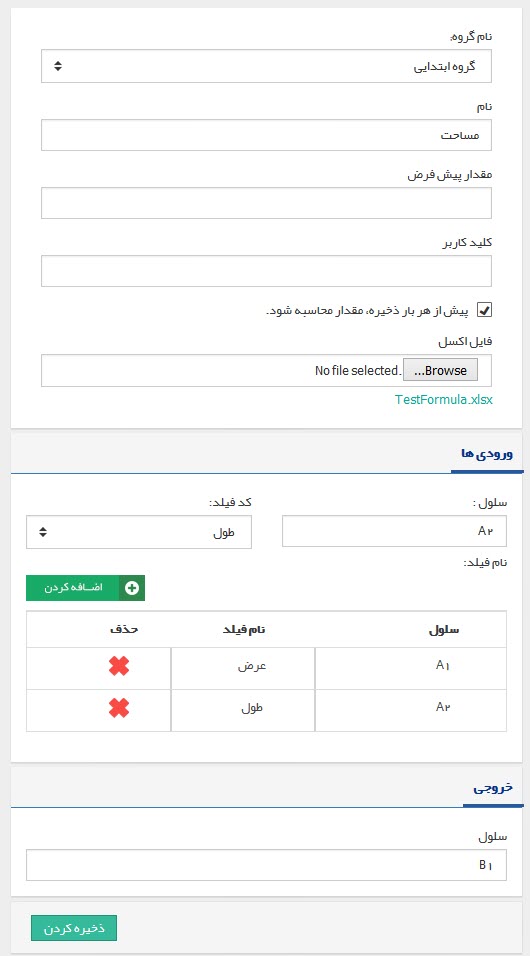 نام گروه:
گروه ابتدایی
نام
مساحت
مقدار پیش فرض
کلید کاربر
پیش از هر بار ذخیره، مقدار محاسبه شود.
فایل اکسل
Browse... No file selected.
TestFormula.xlsx
ورودی ها
سلول : کد فیلد:
A۲ طول
نام فیلد:
اضافه کردن
سلول نام فیلد حذف
A۱ عرض
A۲ طول
خروجی
سلول
B۱
ذخیره کردن